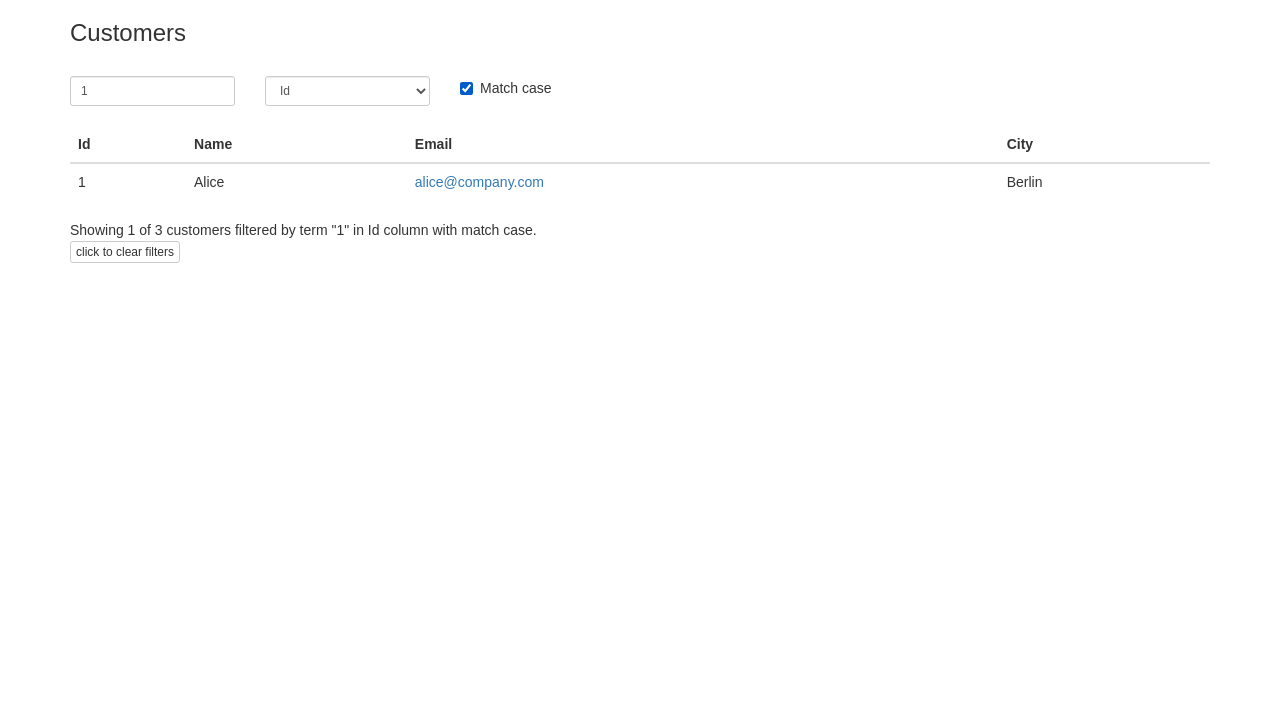 Customers
1 Id Match case
Id Name Email City
1 Alice alice@company.com Berlin
Showing 1 of 3 customers filtered by term "1" in Id column with match case.
click to clear filters